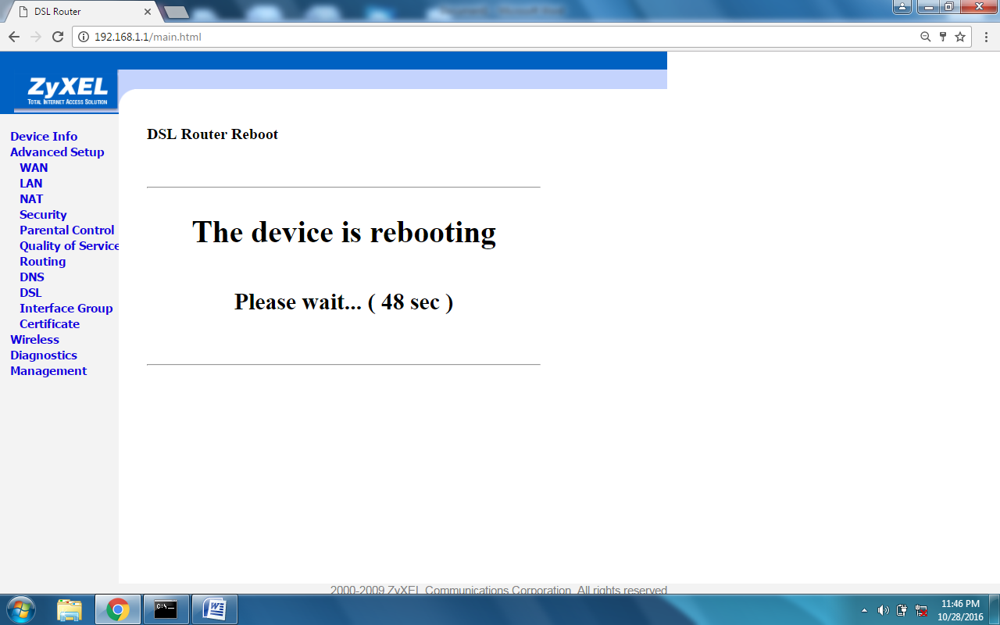 DSL Router
192.168.1.1/main.html
ZyXEL
TOTAL INTERNET ACCESS SOLUTION
Device Info
Advanced Setup
WAN
LAN
NAT
Security
Parental Control
Quality of Service
Routing
DNS
DSL
Interface Group
Certificate
Wireless
Diagnostics
Management
DSL Router Reboot
The device is rebooting
Please wait... ( 48 sec )
2000-2009 ZyXEL Communications Corporation. All rights reserved
C:\_
W
11:46 PM
10/28/2016